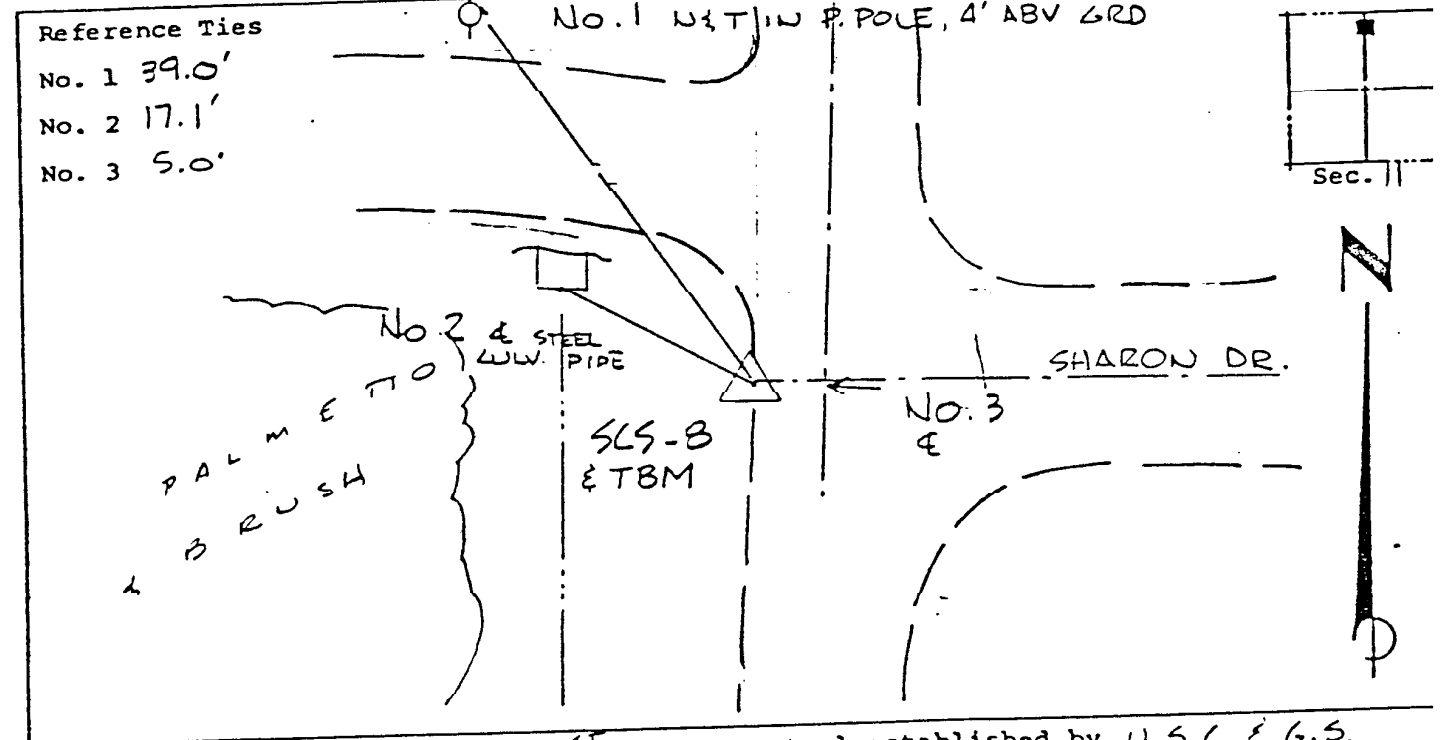 Reference Ties
No. 1 39.0'
No. 2 17.1'
No. 3 5.0'
No. 1 N&T IN P. POLE, 4' ABV GRD
Sec. 11
N
No 2 ℄ STEEL
CULV. PIPE
SHARON DR.
No. 3
℄
SCS-8
& TBM
PALMETTO
& BRUSH
established by U.S.C. & G.S.